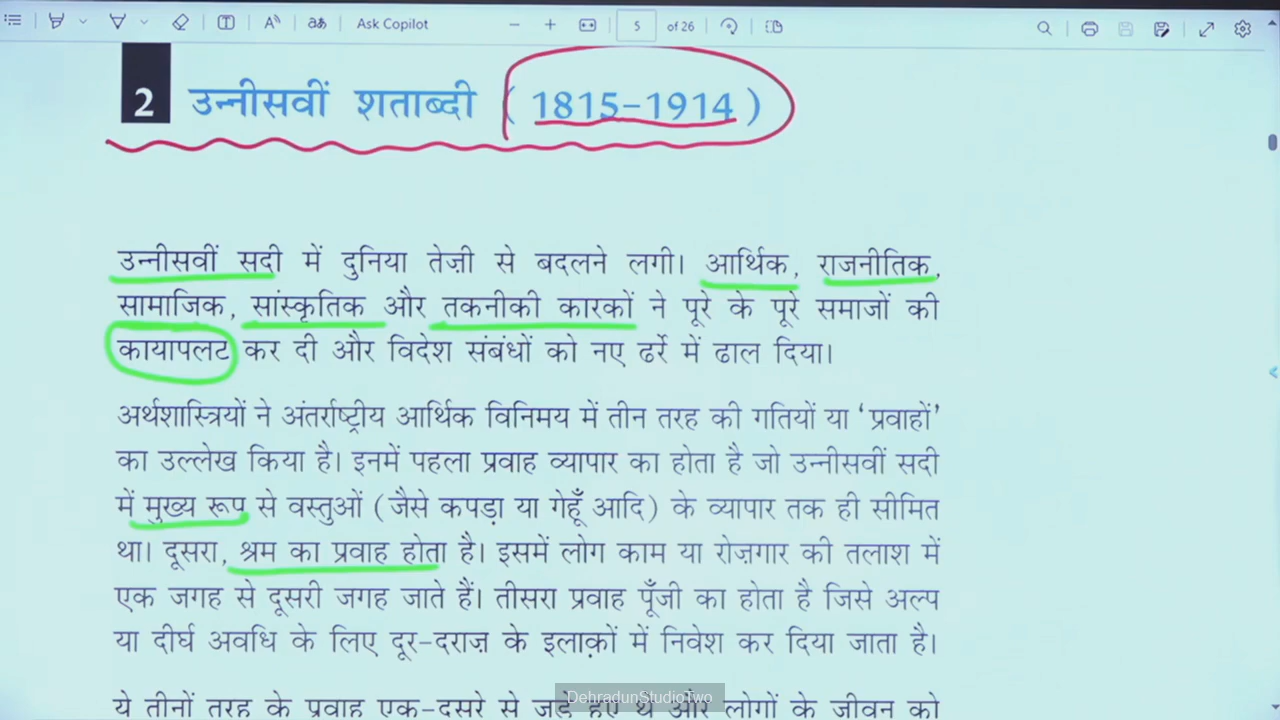 Ask Copilot
5 of 26
2 उन्नीसवीं शताब्दी (1815-1914)
उन्नीसवीं सदी में दुनिया तेज़ी से बदलने लगी। आर्थिक, राजनीतिक,
सामाजिक, सांस्कृतिक और तकनीकी कारकों ने पूरे के पूरे समाजों की
कायापलट कर दी और विदेश संबंधों को नए ढर्रे में ढाल दिया।
अर्थशास्त्रियों ने अंतर्राष्ट्रीय आर्थिक विनिमय में तीन तरह की गतियों या ‘प्रवाहों’
का उल्लेख किया है। इनमें पहला प्रवाह व्यापार का होता है जो उन्नीसवीं सदी
में मुख्य रूप से वस्तुओं (जैसे कपड़ा या गेहूँ आदि) के व्यापार तक ही सीमित
था। दूसरा, श्रम का प्रवाह होता है। इसमें लोग काम या रोज़गार की तलाश में
एक जगह से दूसरी जगह जाते हैं। तीसरा प्रवाह पूँजी का होता है जिसे अल्प
या दीर्घ अवधि के लिए दूर-दराज़ के इलाक़ों में निवेश कर दिया जाता है।
ये तीनों तरह के प्रवाह एक-दूसरे से जुड़े हुए थे और लोगों के जीवन को
DehradunStudioTwo